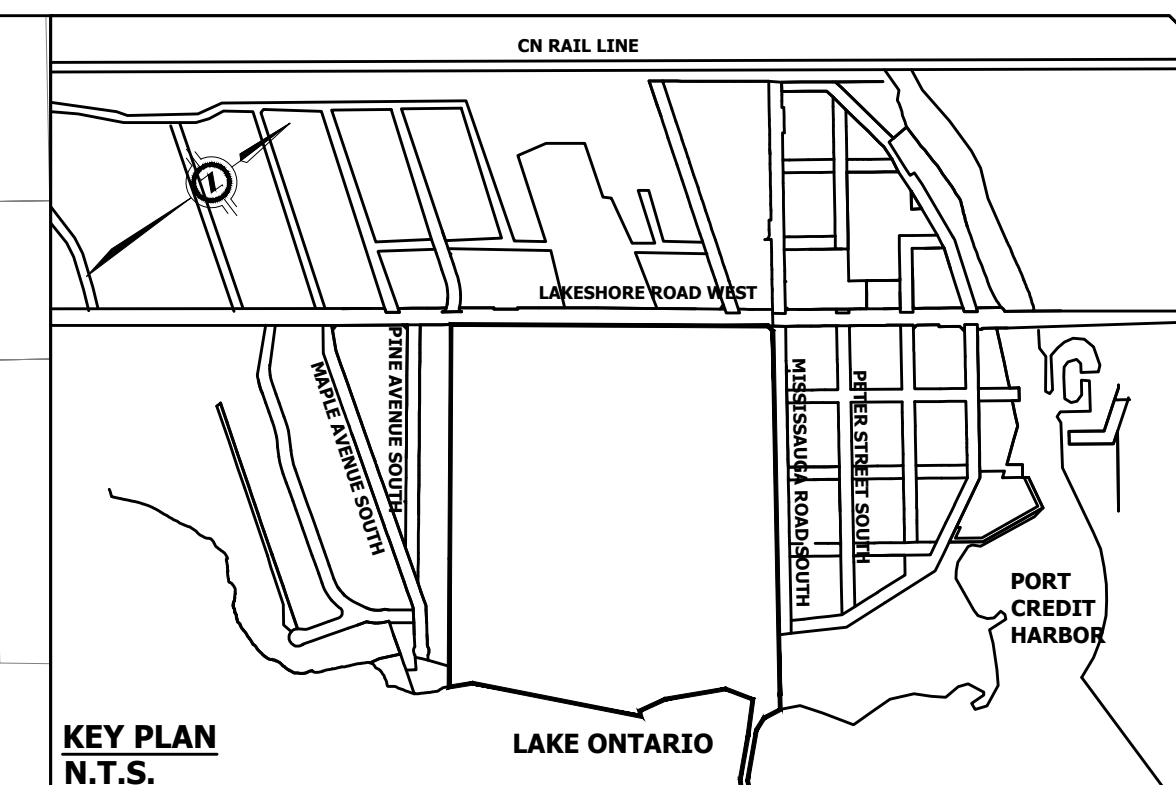 CN RAIL LINE
LAKESHORE ROAD WEST
PINE AVENUE SOUTH
MAPLE AVENUE SOUTH
MISSISSAUGA ROAD SOUTH
PETER STREET SOUTH
PORT
CREDIT
HARBOR
LAKE ONTARIO
KEY PLAN
N.T.S.